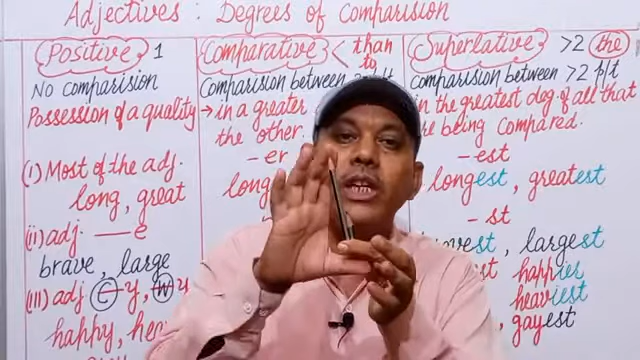 Adjectives : Degrees of Comparision
Positive 1
No comparision
Possession of a quality
(i) Most of the adj.
long, great
(ii) adj. — e
brave, large
(iii) adj C-y,
happy,
Comparative < than
to
Comparision between 2
→ in a greater
the other.
-er
Superlative >2 the
Comparision between >2 p/t
in the greatest deg. of all that
being Compared.
-est
longest, greatest
-st
largest
happier
heaviest
gayest